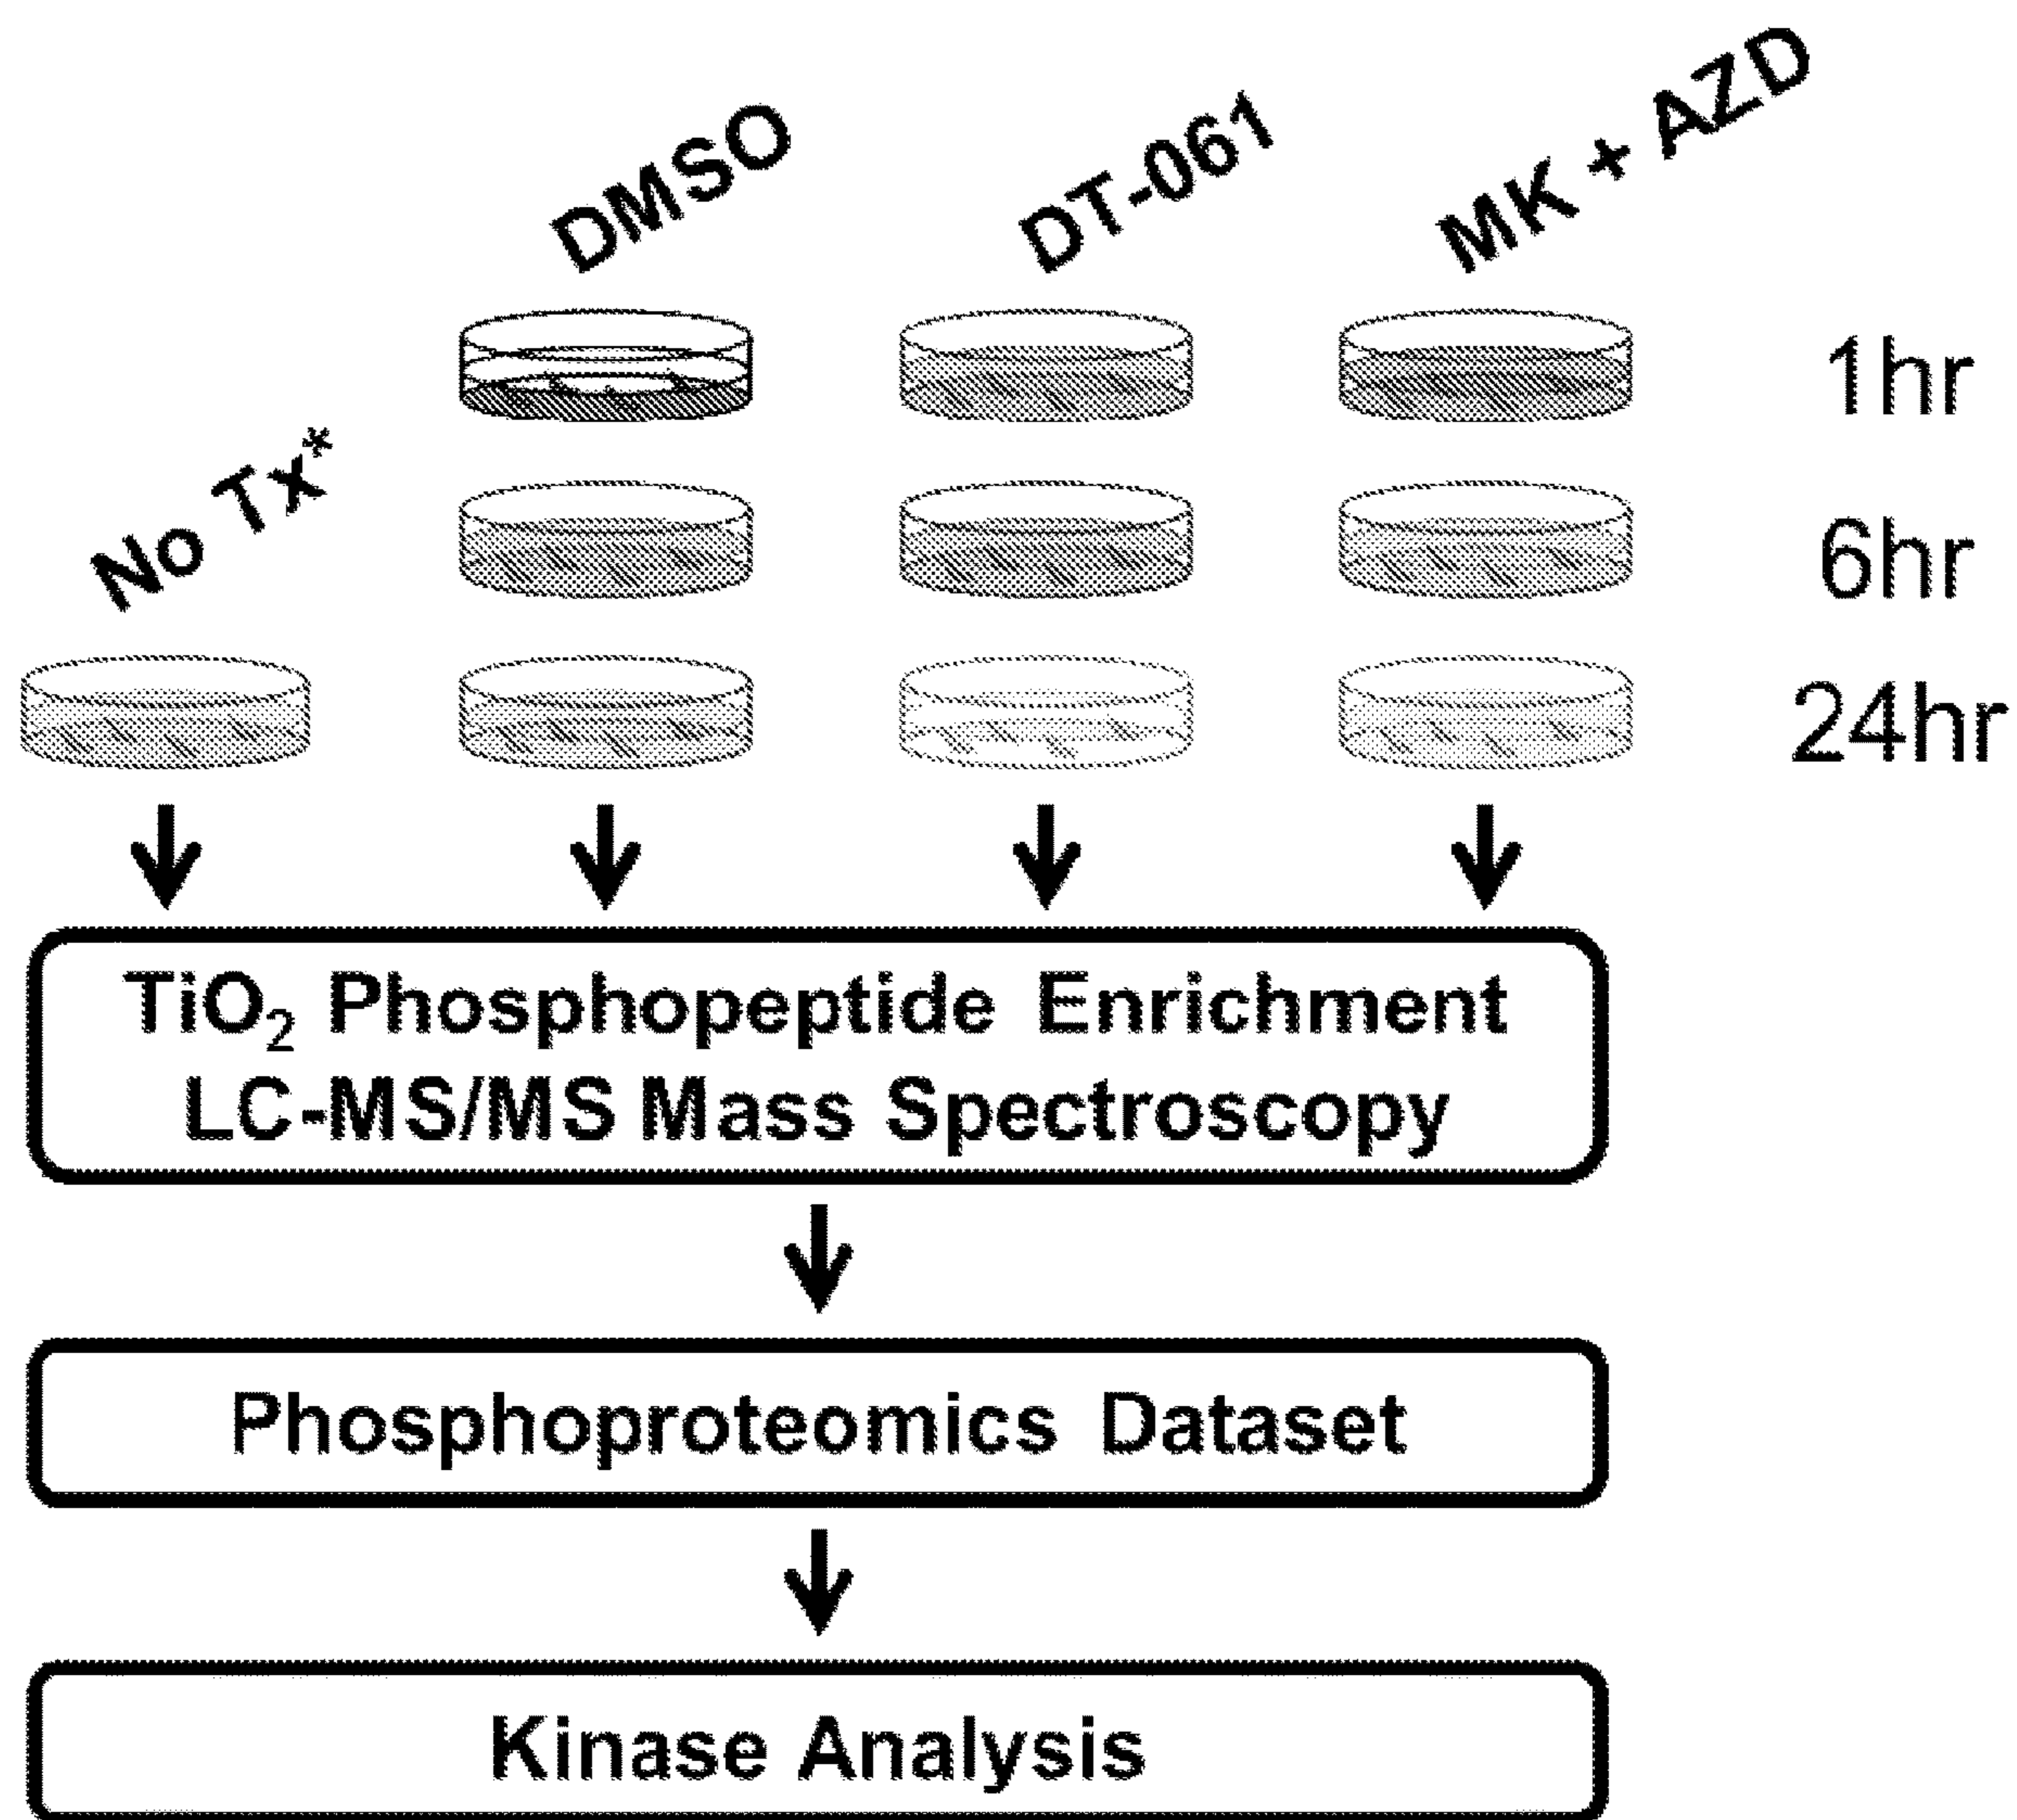 DMSO
DT-061
MK + AZD
1hr
No Tx*
6hr
24hr
TiO₂ Phosphopeptide Enrichment
LC-MS/MS Mass Spectroscopy
Phosphoproteomics Dataset
Kinase Analysis